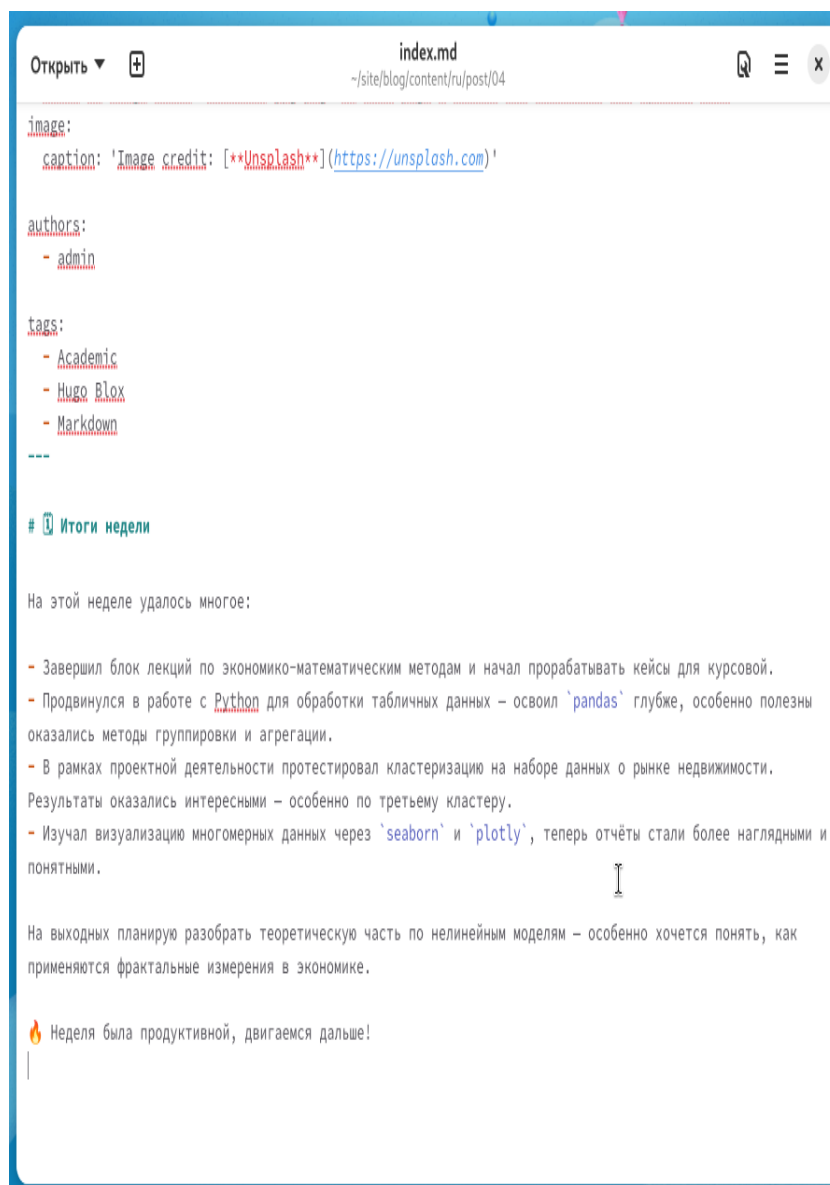 Открыть
index.md
~/site/blog/content/ru/post/04
image:
  caption: 'Image credit: [**Unsplash**](https://unsplash.com)'
authors:
  - admin
tags:
  - Academic
  - Hugo Blox
  - Markdown
---
# 🗓 Итоги недели
На этой неделе удалось многое:
- Завершил блок лекций по экономико-математическим методам и начал прорабатывать кейсы для курсовой.
- Продвинулся в работе с Python для обработки табличных данных — освоил `pandas` глубже, особенно полезны
оказались методы группировки и агрегации.
- В рамках проектной деятельности протестировал кластеризацию на наборе данных о рынке недвижимости.
Результаты оказались интересными — особенно по третьему кластеру.
- Изучал визуализацию многомерных данных через `seaborn` и `plotly`, теперь отчёты стали более наглядными и
понятными.
На выходных планирую разобрать теоретическую часть по нелинейным моделям — особенно хочется понять, как
применяются фрактальные измерения в экономике.
🔥 Неделя была продуктивной, двигаемся дальше!